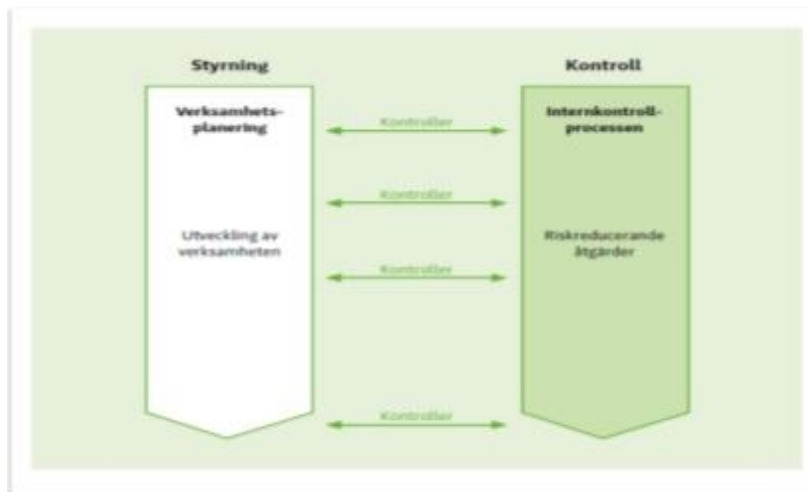 Styrning
Kontroll
Verksamhets-
planering
Kontroller
Internkontroll-
processen
Kontroller
Utveckling av
verksamheten
Riskreducerande
åtgärder
Kontroller
Kontroller